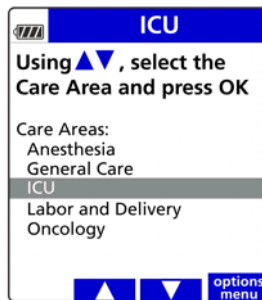 ICU
Using ▲▼, select the
Care Area and press OK
Care Areas:
Anesthesia
General Care
ICU
Labor and Delivery
Oncology
options
menu